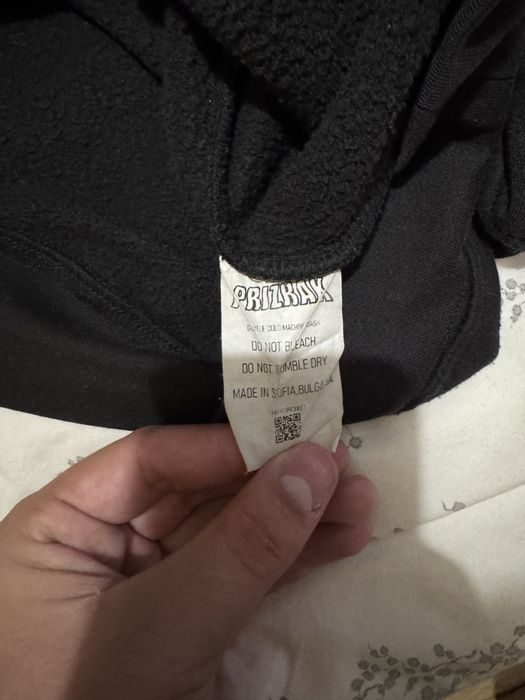 PRIZRAK
GENTLE COLD MACHINE WASH
DO NOT BLEACH
DO NOT TUMBLE DRY
MADE IN SOFIA, BULGARIA